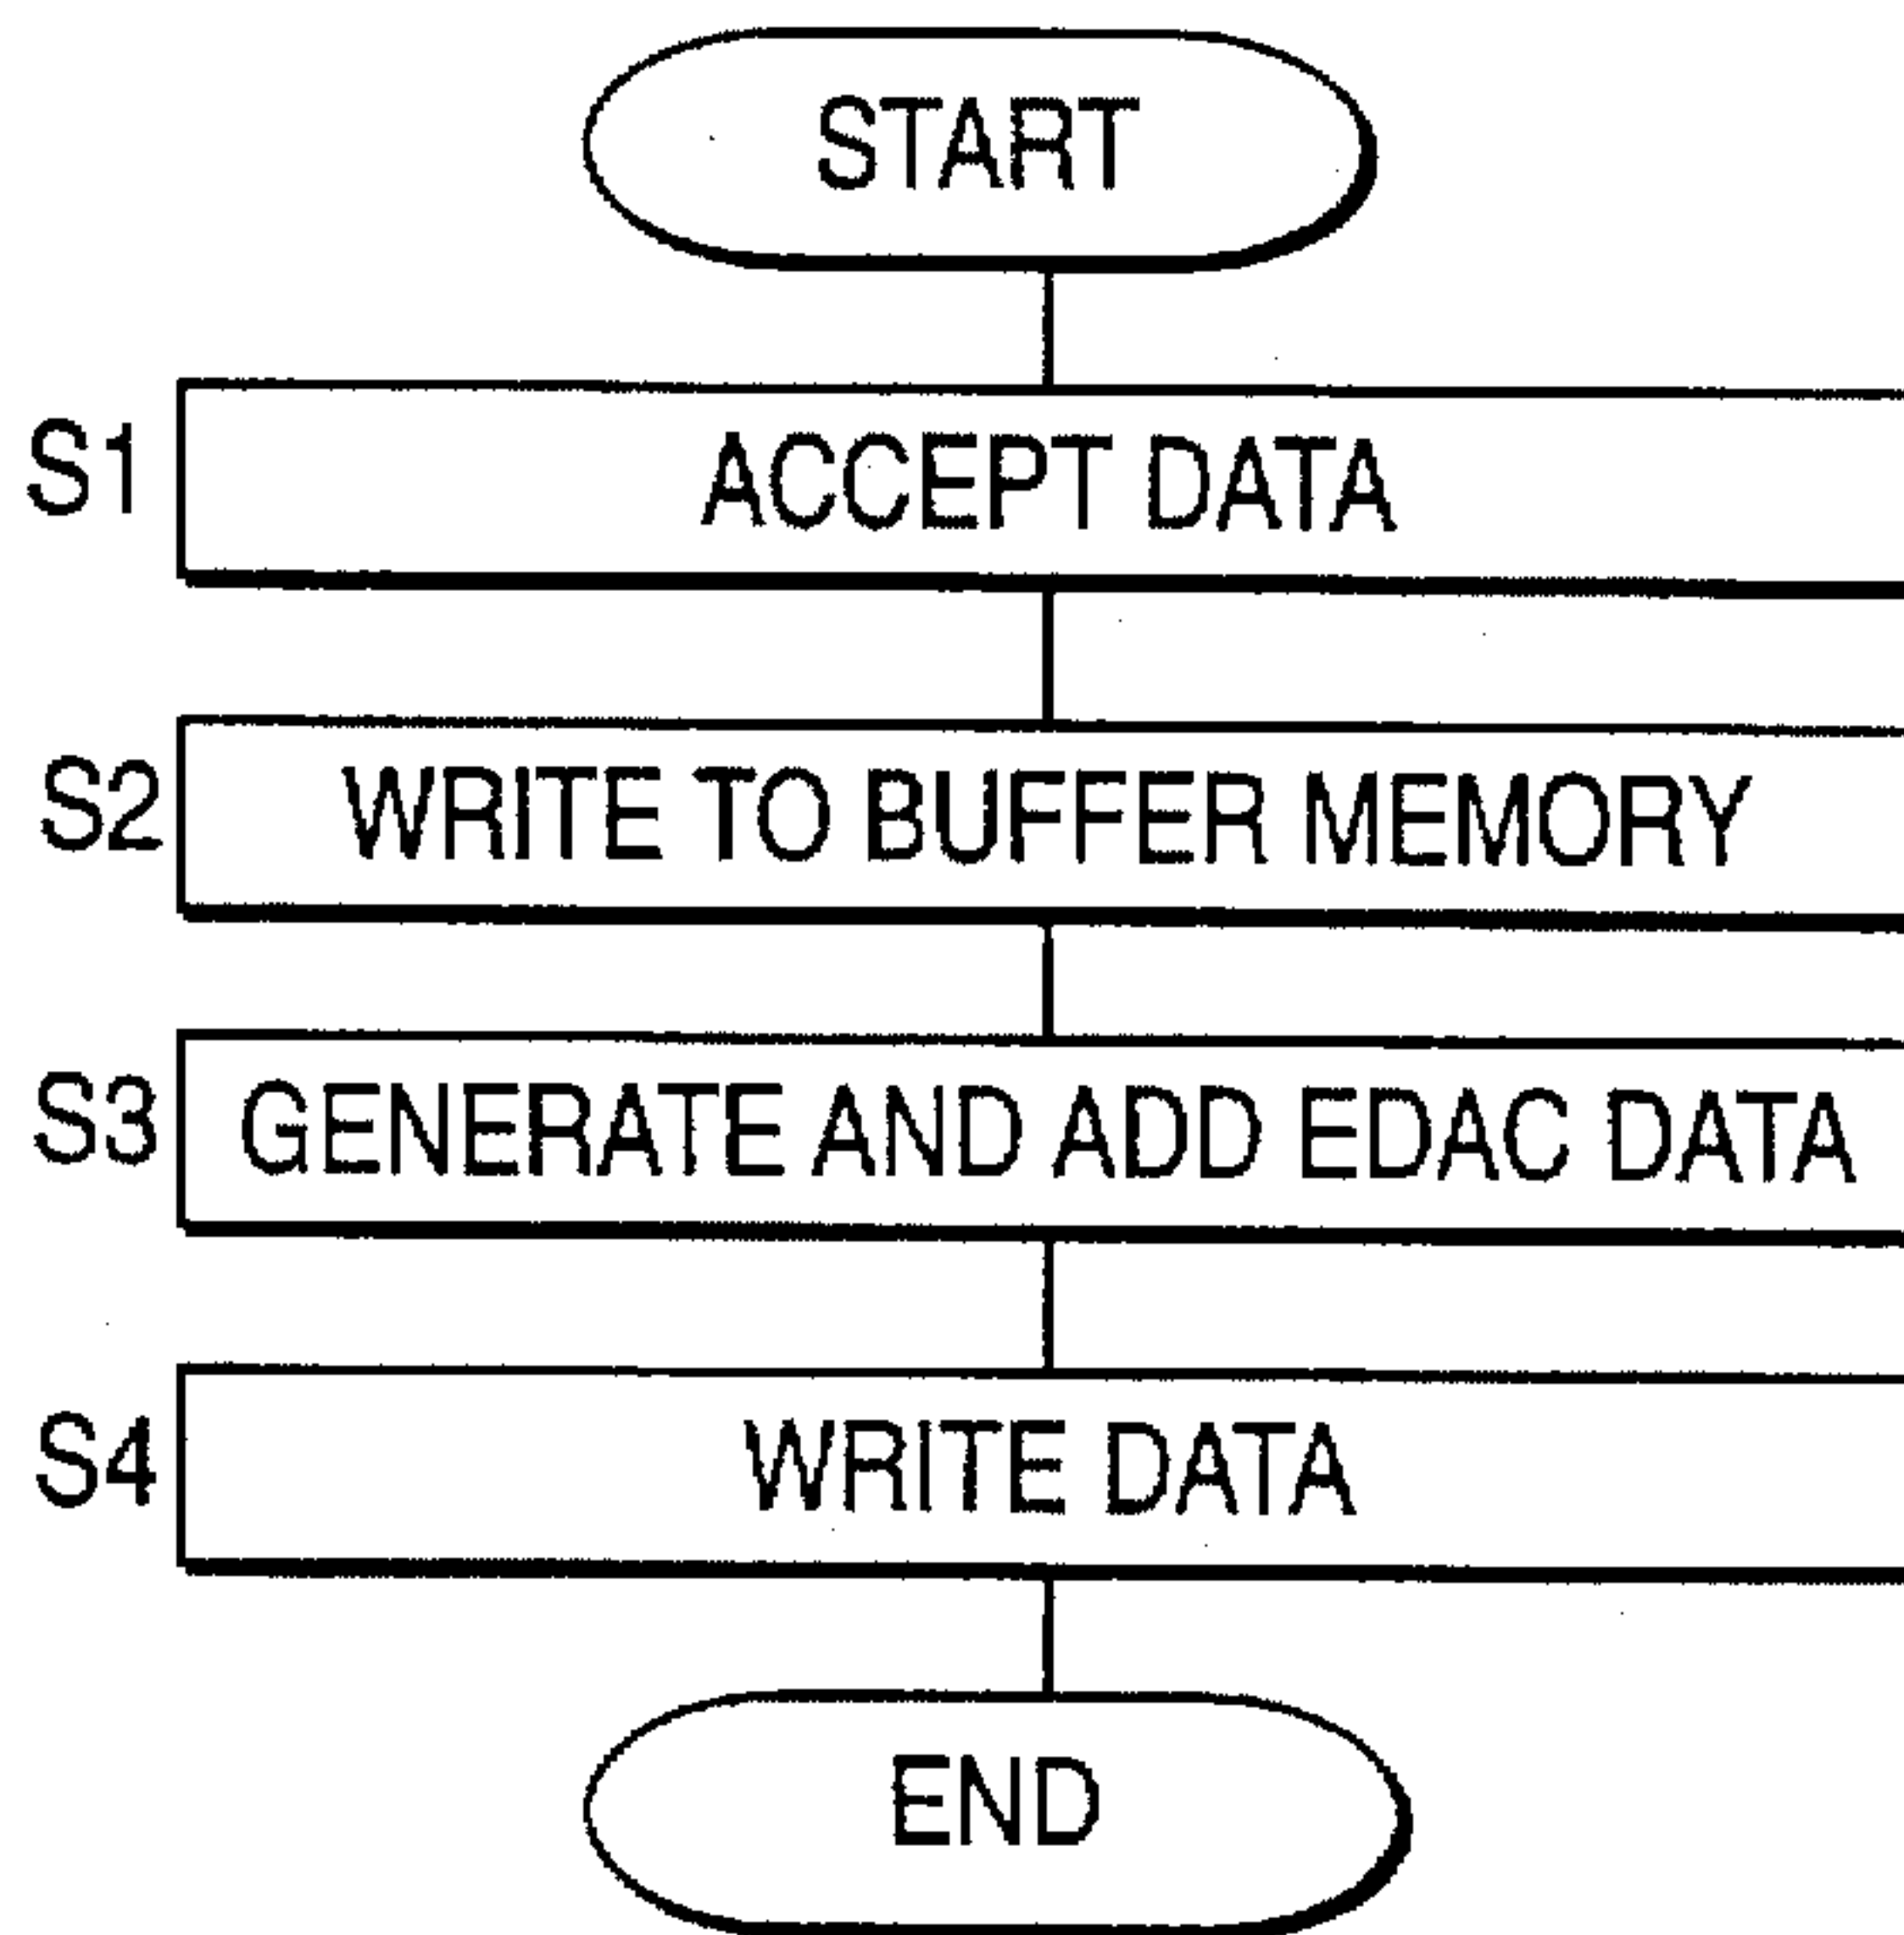 START
S1 ACCEPT DATA
S2 WRITE TO BUFFER MEMORY
S3 GENERATE AND ADD EDAC DATA
S4 WRITE DATA
END